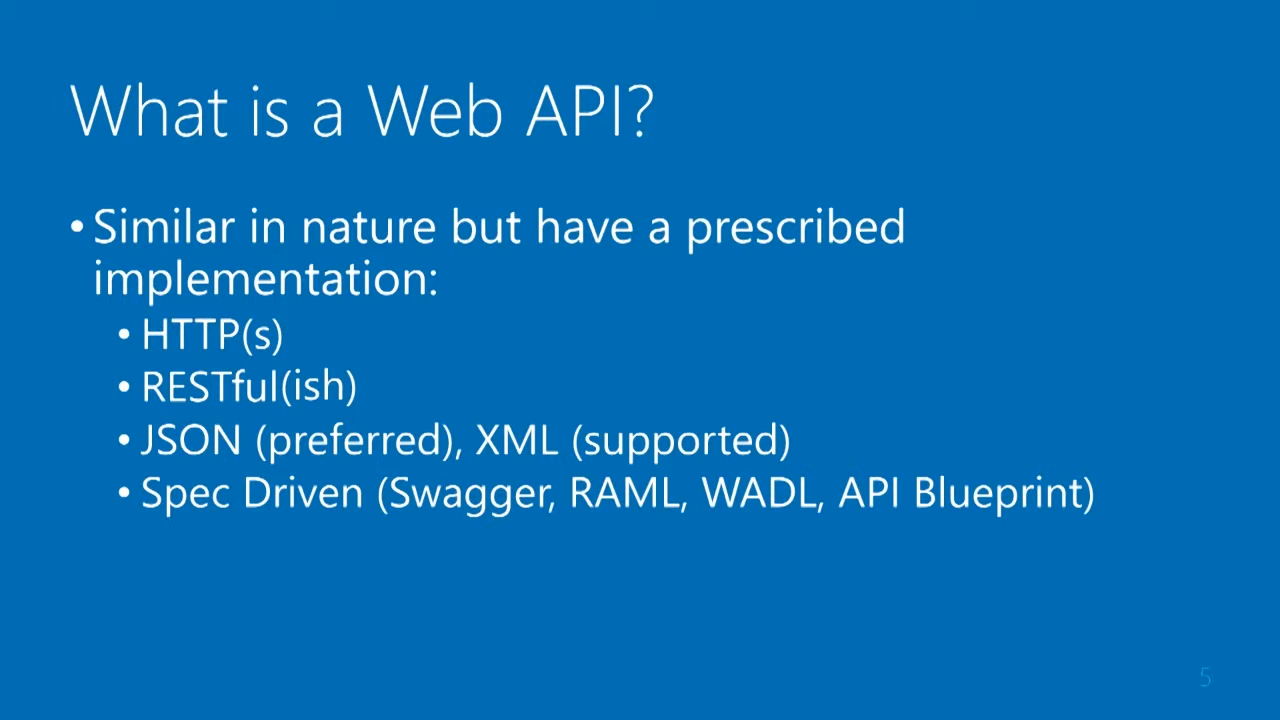 What is a Web API?
• Similar in nature but have a prescribed
implementation:
• HTTP(s)
• RESTful(ish)
• JSON (preferred), XML (supported)
• Spec Driven (Swagger, RAML, WADL, API Blueprint)
5